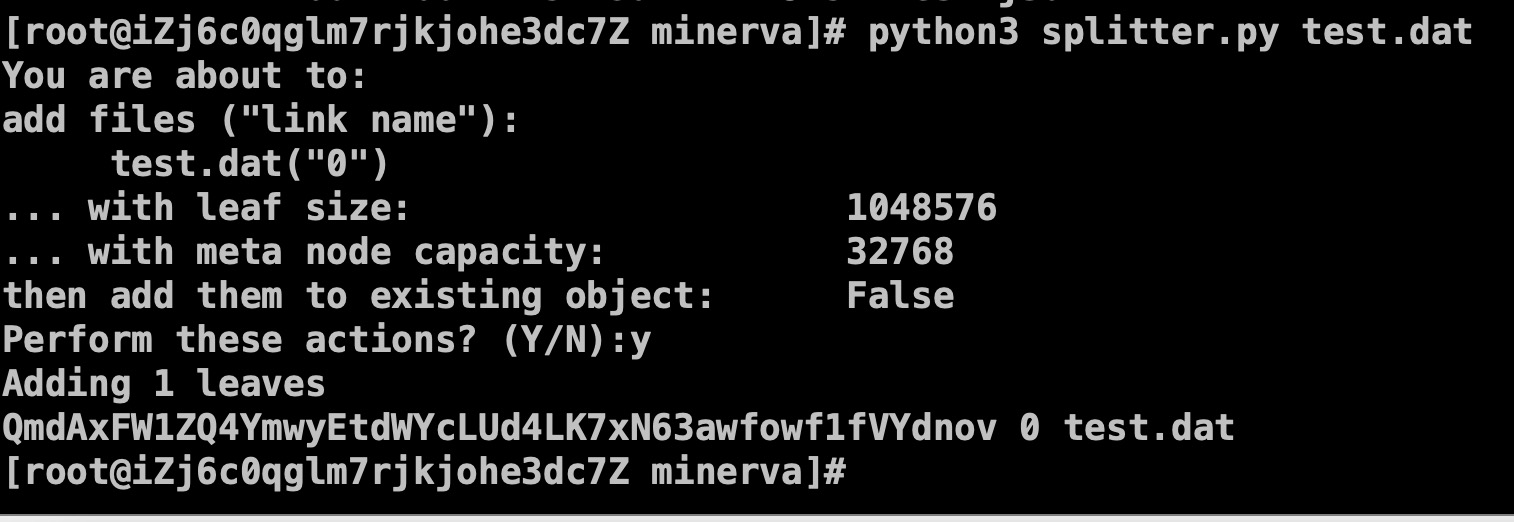 [root@iZj6c0qglm7rjkjohe3dc7Z minerva]# python3 splitter.py test.dat
You are about to:
add files ("link name"):
test.dat("0")
... with leaf size: 1048576
... with meta node capacity: 32768
then add them to existing object: False
Perform these actions? (Y/N):y
Adding 1 leaves
QmdAxFW1ZQ4YmwyEtdWYcLUd4LK7xN63awfowf1fVYdnov 0 test.dat
[root@iZj6c0qglm7rjkjohe3dc7Z minerva]#